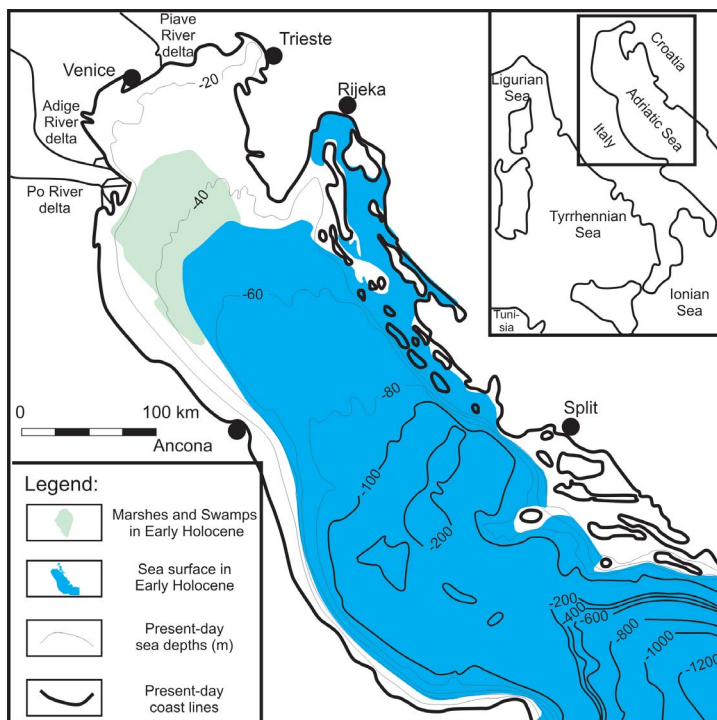 Piave
River
delta
Trieste
Venice
-20
Rijeka
Adige
River
delta
Po River
delta
-40
-60
-80
-100
-200
0
100 km
Ancona
Split
-200
-400
-600
-800
-1000
-1200
Ligurian
Sea
Croatia
Adriatic Sea
Italy
Tyrrhennian
Sea
Ionian
Sea
Tuni-
sia
Legend:
Marshes and Swamps
in Early Holocene
Sea surface in
Early Holocene
Present-day
sea depths (m)
Present-day
coast lines